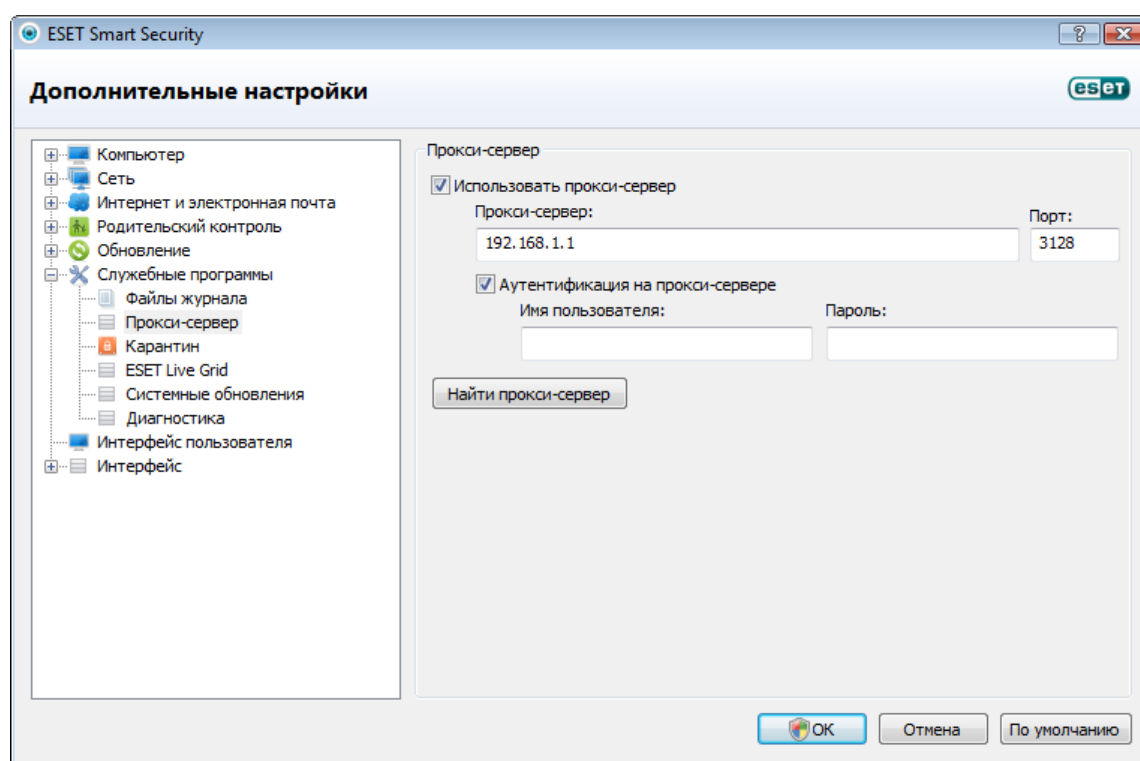 ESET Smart Security
Дополнительные настройки
eset
Компьютер
Сеть
Интернет и электронная почта
Родительский контроль
Обновление
Служебные программы
Файлы журнала
Прокси-сервер
Карантин
ESET Live Grid
Системные обновления
Диагностика
Интерфейс пользователя
Интерфейс
Прокси-сервер
Использовать прокси-сервер
Прокси-сервер:
Порт:
192.168.1.1
3128
Аутентификация на прокси-сервере
Имя пользователя:
Пароль:
Найти прокси-сервер
OK
Отмена
По умолчанию